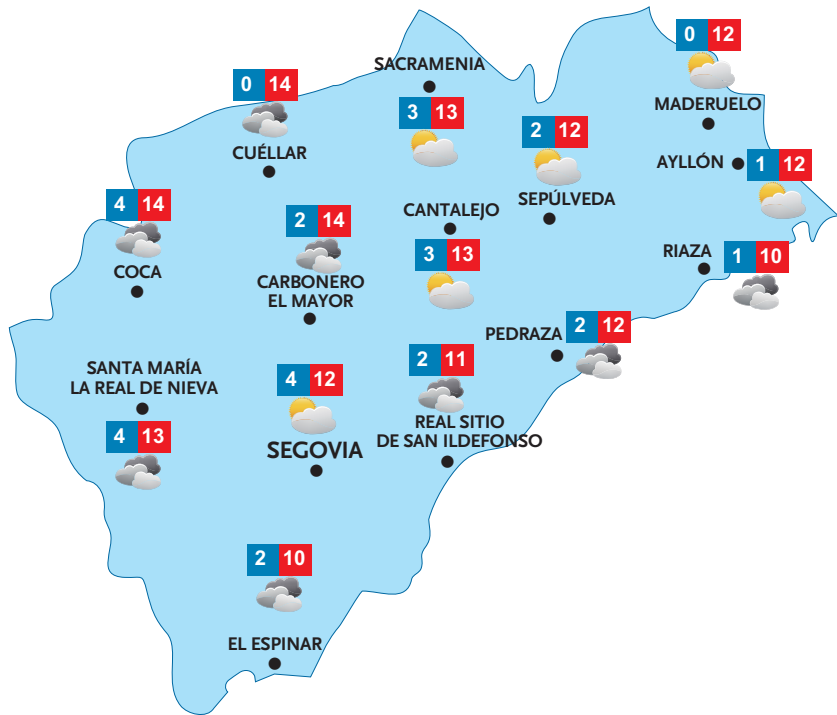 0 12
SACRAMENIA
0 14
3 13
MADERUELO
2 12
CUÉLLAR
AYLLÓN
1 12
4 14
SEPÚLVEDA
CANTALEJO
2 14
3 13
RIAZA
1 10
COCA
CARBONERO
EL MAYOR
PEDRAZA
2 12
2 11
SANTA MARÍA
LA REAL DE NIEVA
4 12
REAL SITIO
DE SAN ILDEFONSO
4 13
SEGOVIA
2 10
EL ESPINAR